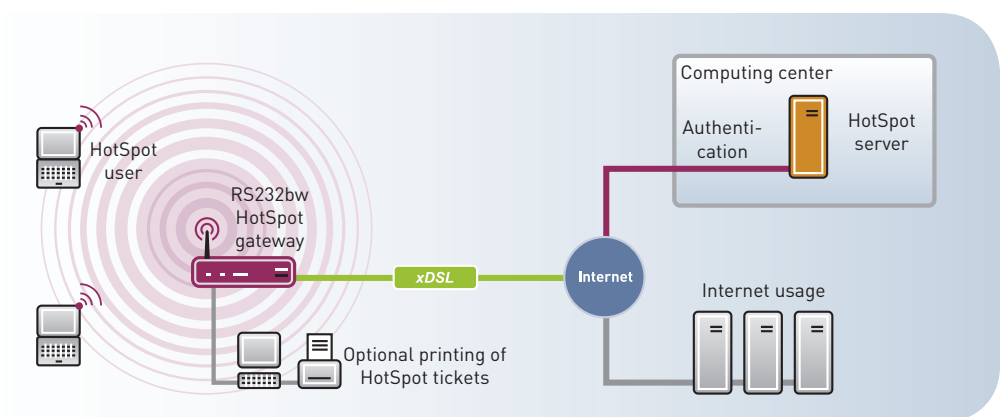 Computing center
Authenti-
cation
HotSpot
server
HotSpot
user
RS232bw
HotSpot
gateway
xDSL
Internet
Internet usage
Optional printing of
HotSpot tickets